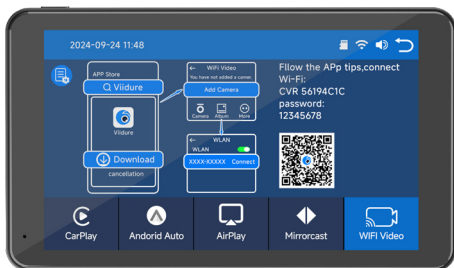 2024-09-24 11:48
APP Store
Viidure
Viidure
Download
cancellation
WiFi Video
You have not added a camer.
Add Camera
Camera Album More
WLAN
WLAN
XXXX-XXXXX Connect
Fllow the APp
tips,connect
Wi-Fi:
CVR 56194C1C
password:
12345678
CarPlay
Andorid Auto
AirPlay
Mirrorcast
WIFI Video